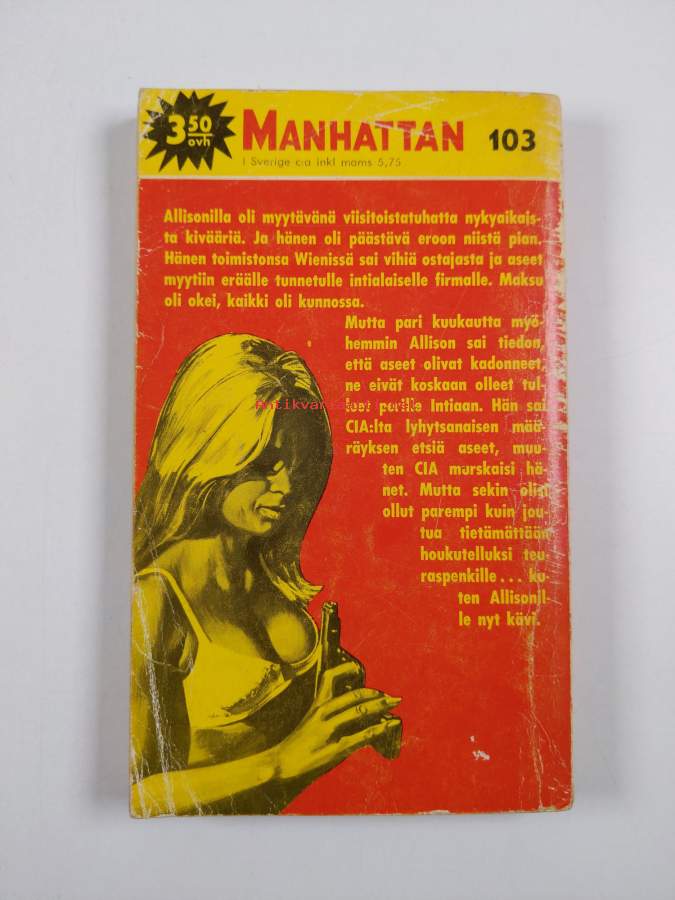 3 50 ovh
MANHATTAN 103
I Sverige c:a inkl moms 5,75
Allisonilla oli myytävänä viisitoistatuhatta nykyaikais-
ta kivääriä. Ja hänen oli päästävä eroon niistä pian.
Hänen toimistonsa Wienissä sai vihiä ostajasta ja aseet
myytiin eräälle tunnetulle intialaiselle firmalle. Maksu
oli okei, kaikki oli kunnossa.
Mutta pari kuukautta myö-
hemmin Allison sai tiedon,
että aseet olivat kadonneet,
ne eivät koskaan olleet tul-
leet perille Intiaan. Hän sai
CIA:lta lyhytsanaisen mää-
räyksen etsiä aseet, muu-
ten CIA murskaisi hä-
net. Mutta sekin olisi
ollut parempi kuin jou-
tua tietämättään
houkutelluksi teu-
raspenkille... ku-
ten Allisonil-
le nyt kävi.